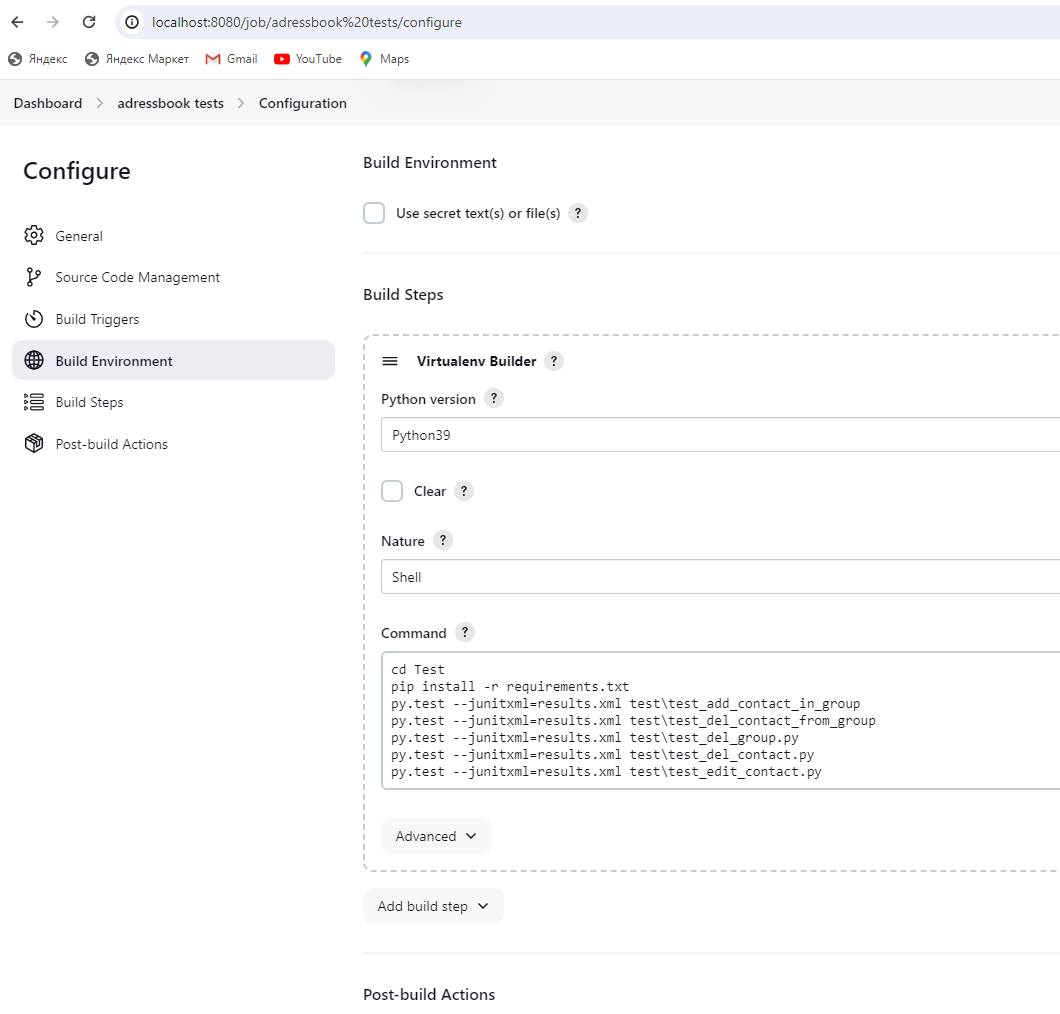 localhost:8080/job/adressbook%20tests/configure
Яндекс Яндекс Маркет Gmail YouTube Maps
Dashboard adressbook tests Configuration
Configure
General
Source Code Management
Build Triggers
Build Environment
Build Steps
Post-build Actions
Build Environment
Use secret text(s) or file(s) ?
Build Steps
Virtualenv Builder ?
Python version ?
Python39
Clear ?
Nature ?
Shell
Command ?
cd Test
pip install -r requirements.txt
py.test --junitxml=results.xml test\test_add_contact_in_group
py.test --junitxml=results.xml test\test_del_contact_from_group
py.test --junitxml=results.xml test\test_del_group.py
py.test --junitxml=results.xml test\test_del_contact.py
py.test --junitxml=results.xml test\test_edit_contact.py
Advanced
Add build step
Post-build Actions